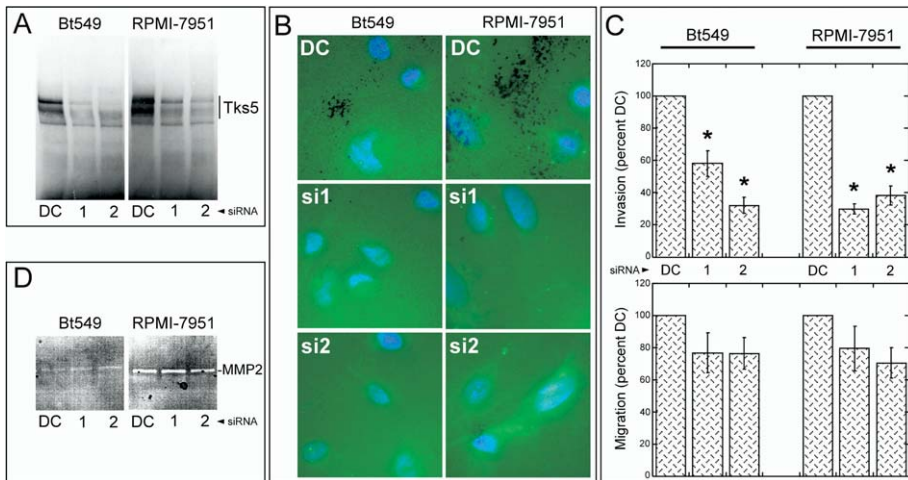 A
Bt549 RPMI-7951
Tks5
DC 1 2 DC 1 2 ◄ siRNA
B
Bt549 RPMI-7951
DC DC
si1
si2 si2
C
Bt549 RPMI-7951
120
100
80
60
40
20
0
Invasion (percent DC)
* * * *
siRNA ► DC 1 2 DC 1 2
120
100
80
60
40
20
0
Migration (percent DC)
D
Bt549 RPMI-7951
-MMP2
DC 1 2 DC 1 2 ◄ siRNA